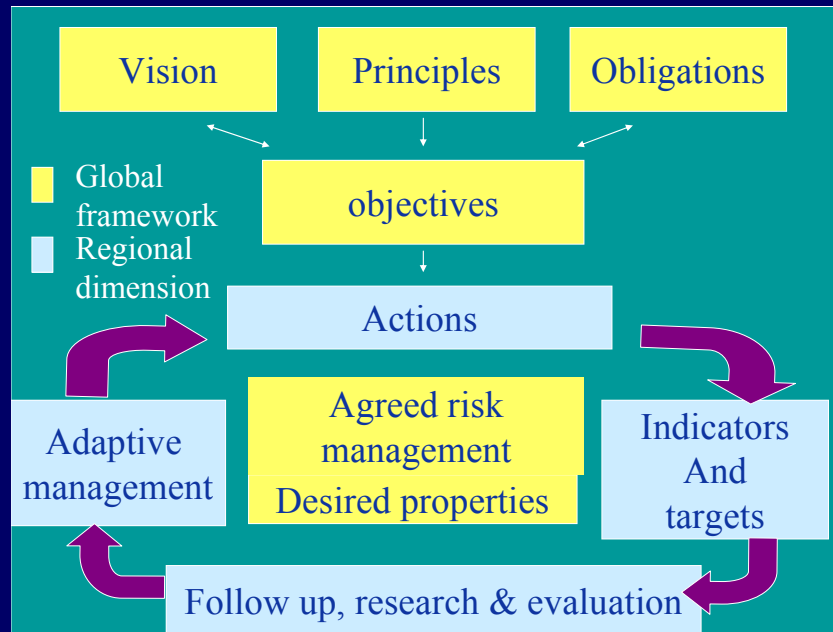 Vision
Principles
Obligations
Global
framework
Regional
dimension
objectives
Actions
Agreed risk
management
Desired properties
Adaptive
management
Indicators
And
targets
Follow up, research & evaluation